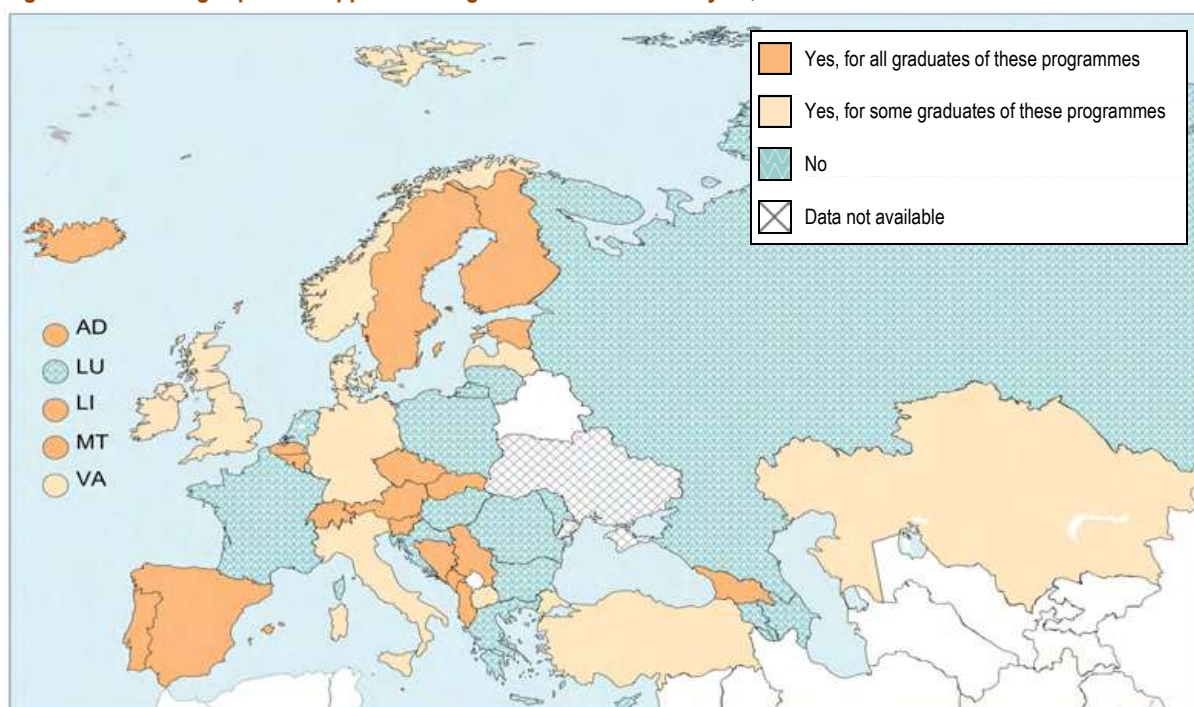 Yes, for all graduates of these programmes
Yes, for some graduates of these programmes
No
Data not available
AD
LU
LI
MT
VA